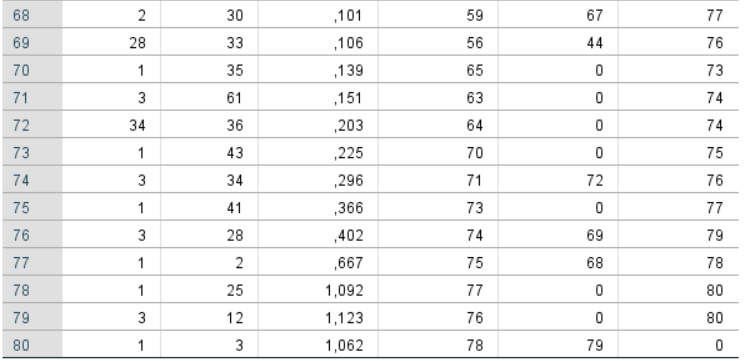 68 2 30 ,101 59 67 77
69 28 33 ,106 56 44 76
70 1 35 ,139 65 0 73
71 3 61 ,151 63 0 74
72 34 36 ,203 64 0 74
73 1 43 ,225 70 0 75
74 3 34 ,296 71 72 76
75 1 41 ,366 73 0 77
76 3 28 ,402 74 69 79
77 1 2 ,667 75 68 78
78 1 25 1,092 77 0 80
79 3 12 1,123 76 0 80
80 1 3 1,062 78 79 0